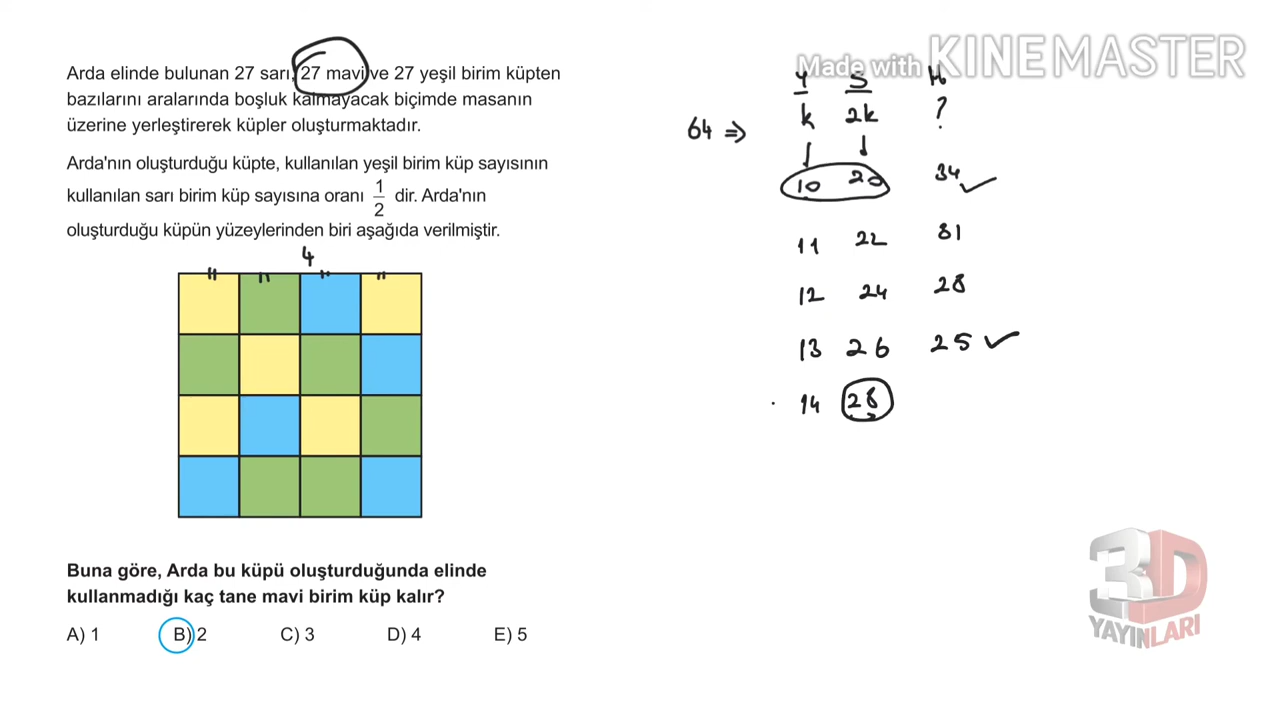 Arda elinde bulunan 27 sarı, 27 mavi ve 27 yeşil birim küpten
bazılarını aralarında boşluk kalmayacak biçimde masanın
üzerine yerleştirerek küpler oluşturmaktadır.
Arda'nın oluşturduğu küpte, kullanılan yeşil birim küp sayısının
kullanılan sarı birim küp sayısına oranı 1/2 dir. Arda'nın
oluşturduğu küpün yüzeylerinden biri aşağıda verilmiştir.
4
Buna göre, Arda bu küpü oluşturduğunda elinde
kullanmadığı kaç tane mavi birim küp kalır?
A) 1 B) 2 C) 3 D) 4 E) 5
Made with KINEMASTER
Y S M
64 ⇒ k 2k ?
10 20 34
11 22 31
12 24 28
13 26 25
14 28
3D
YAYINLARI